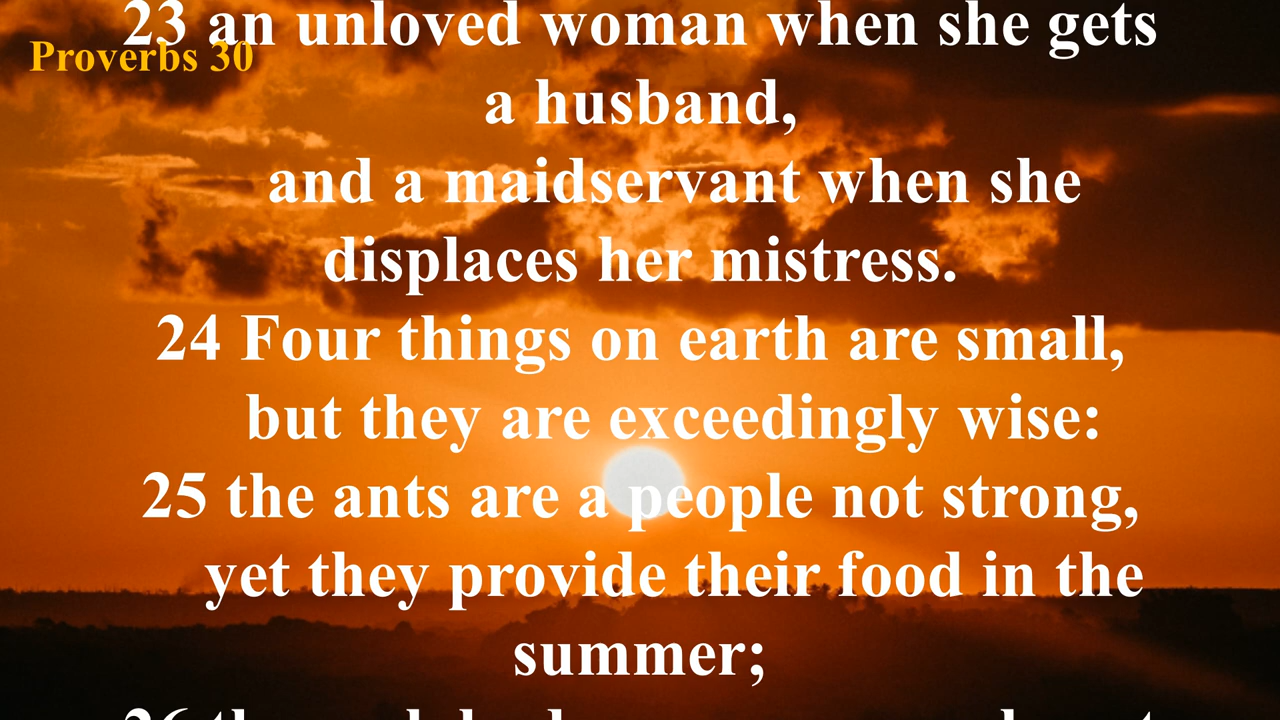 Proverbs 30
23 an unloved woman when she gets
a husband,
and a maidservant when she
displaces her mistress.
24 Four things on earth are small,
but they are exceedingly wise:
25 the ants are a people not strong,
yet they provide their food in the
summer;
26